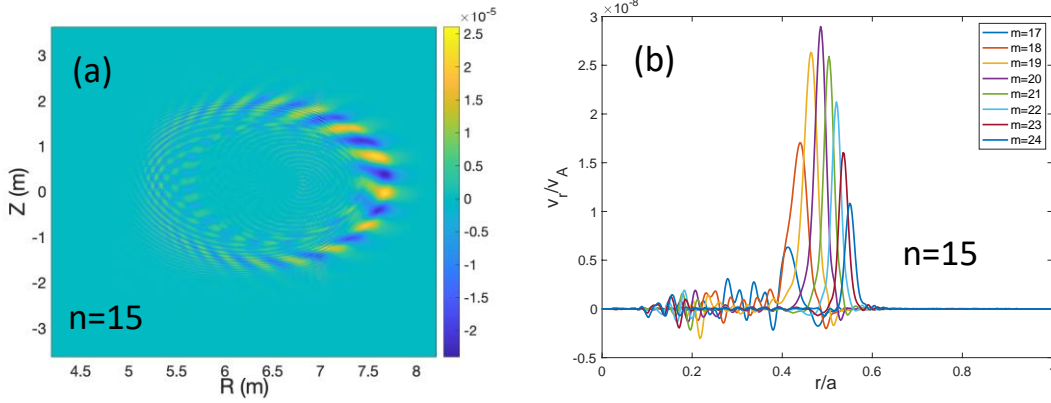 ×10⁻⁵
(a)
n=15
3
2
1
0
-1
-2
-3
4.5
5
5.5
6
6.5
7
7.5
8
R (m)
Z (m)
2.5
2
1.5
1
0.5
0
-0.5
-1
-1.5
-2
3 ×10⁻⁸
(b)
2.5
2
1.5
1
0.5
0
-0.5
0
0.2
0.4
0.6
0.8
1
r/a
v_r/v_A
n=15
m=17
m=18
m=19
m=20
m=21
m=22
m=23
m=24